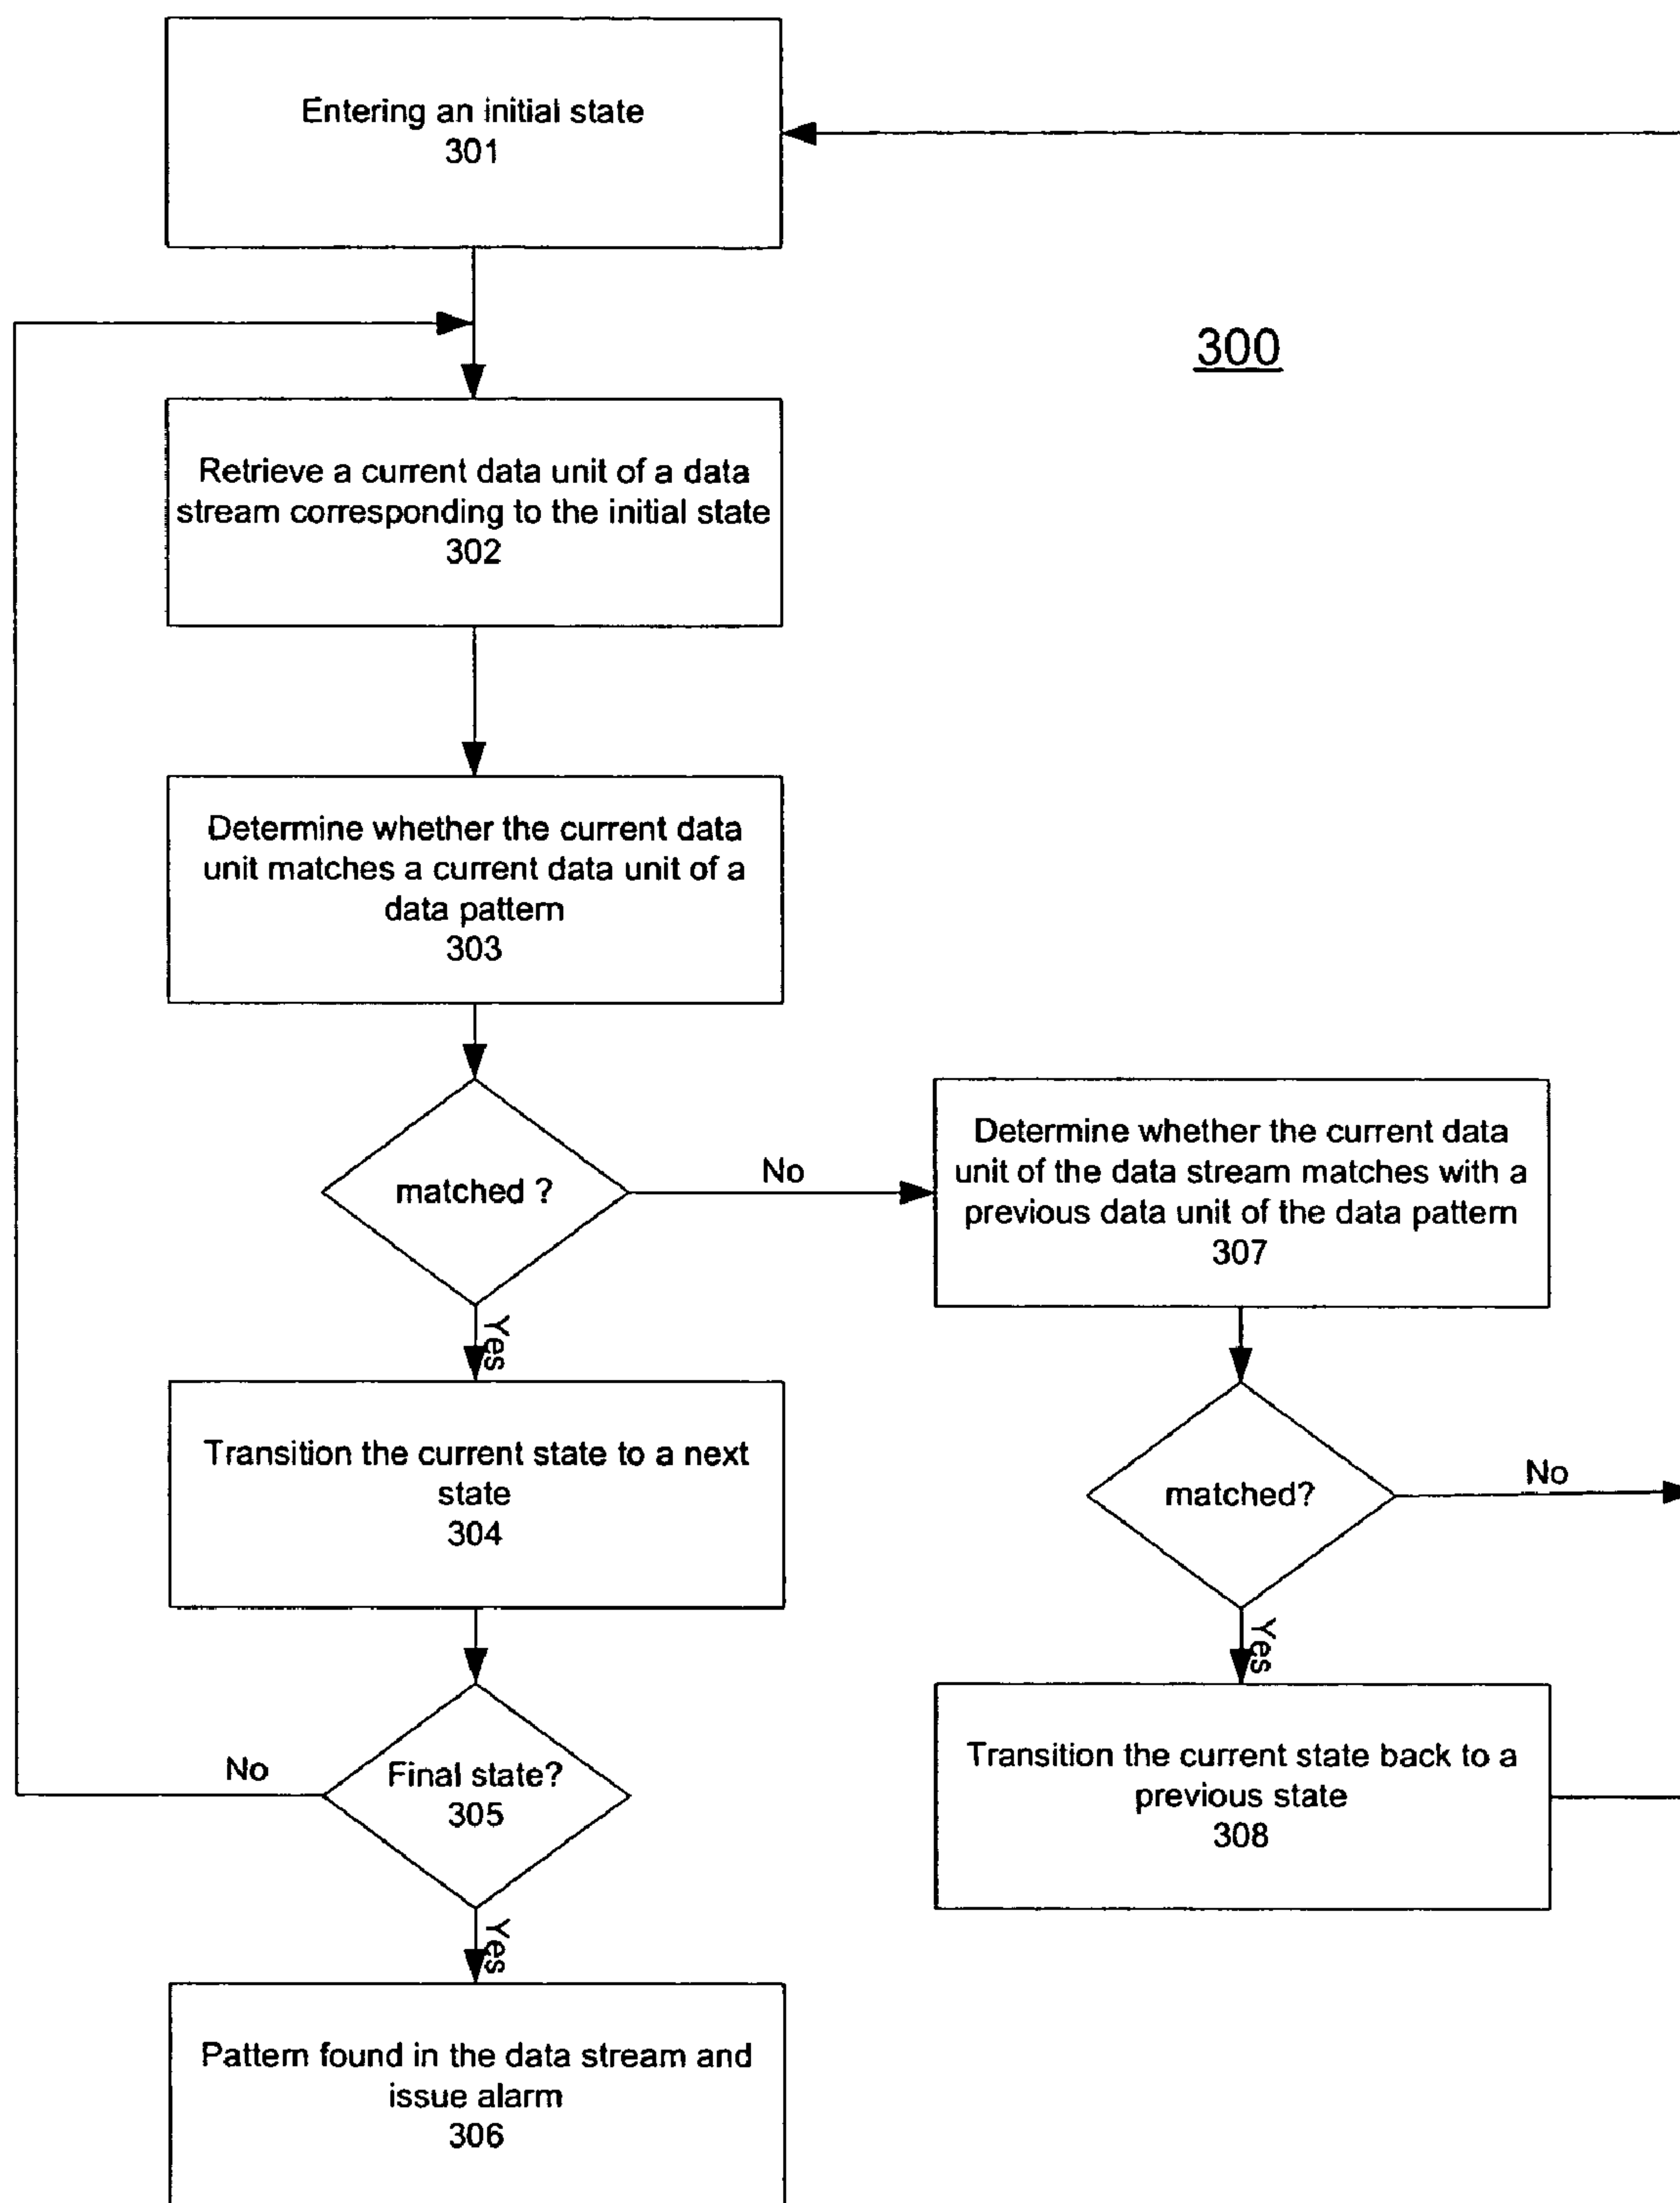 Entering an initial state
301
300
Retrieve a current data unit of a data
stream corresponding to the initial state
302
Determine whether the current data
unit matches a current data unit of a
data pattern
303
matched ?
No
Determine whether the current data
unit of the data stream matches with a
previous data unit of the data pattern
307
Yes
Transition the current state to a next
state
304
matched?
No
Yes
Final state?
305
No
Transition the current state back to a
previous state
308
Yes
Pattern found in the data stream and
issue alarm
306